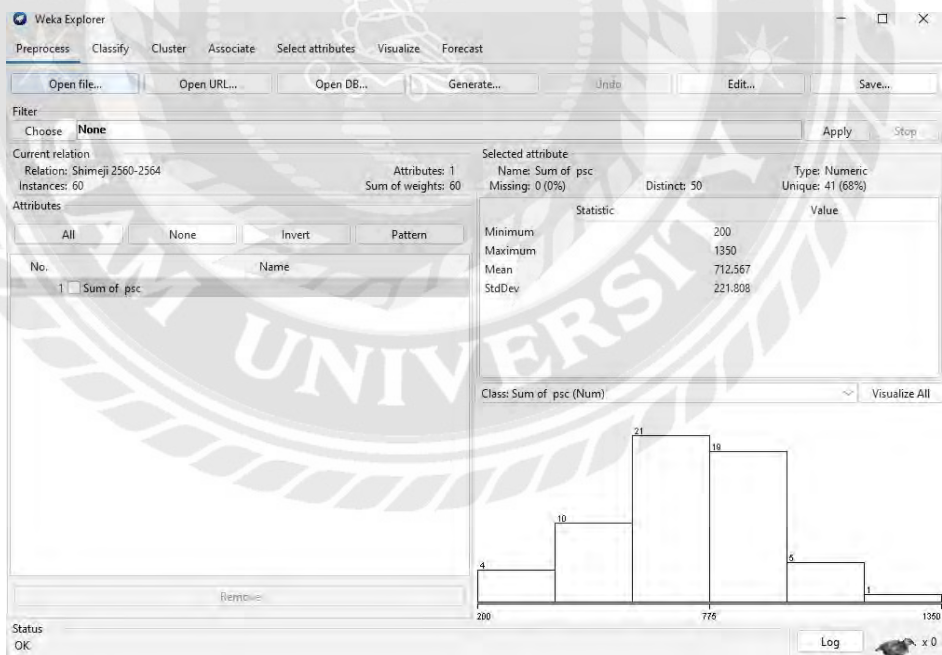 Weka Explorer
Preprocess Classify Cluster Associate Select attributes Visualize Forecast
Open file... Open URL... Open DB... Generate... Undo Edit... Save...
Filter
Choose None Apply Stop
Current relation
Relation: Shimeji 2560-2564 Attributes: 1
Instances: 60 Sum of weights: 60
Selected attribute
Name: Sum of psc Type: Numeric
Missing: 0 (0%) Distinct: 50 Unique: 41 (68%)
Attributes
All None Invert Pattern
No. Name
1 Sum of psc
Remove
Statistic Value
Minimum 200
Maximum 1350
Mean 712.567
StdDev 221.808
Class: Sum of psc (Num) Visualize All
4 10 21 19 5 1
200 775 1350
Status
OK
Log x 0
AM UNIVERSITY